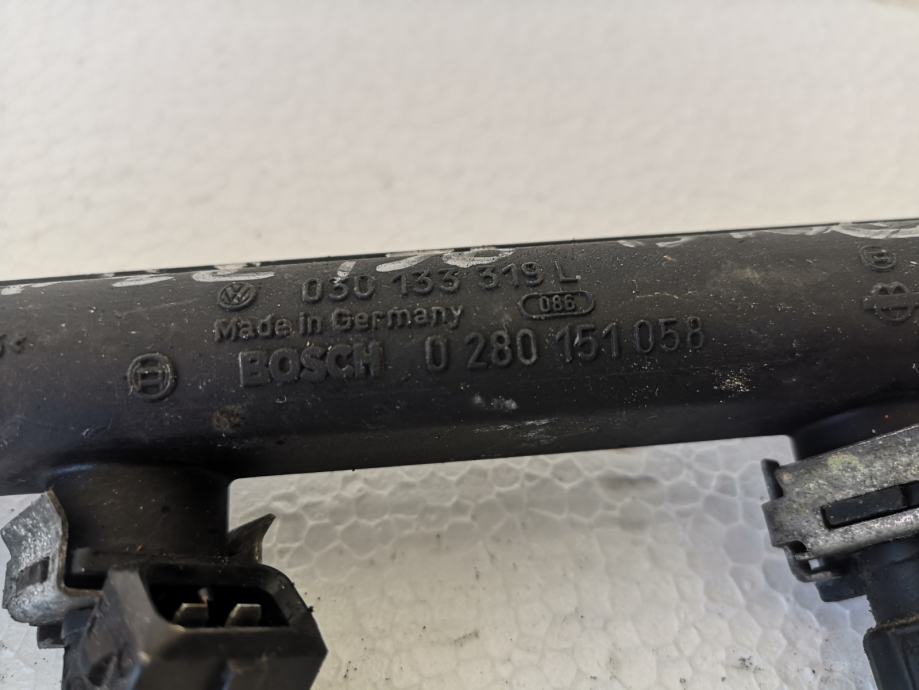 030 133 319 L
086
Made in Germany
BOSCH 0 280 151 058